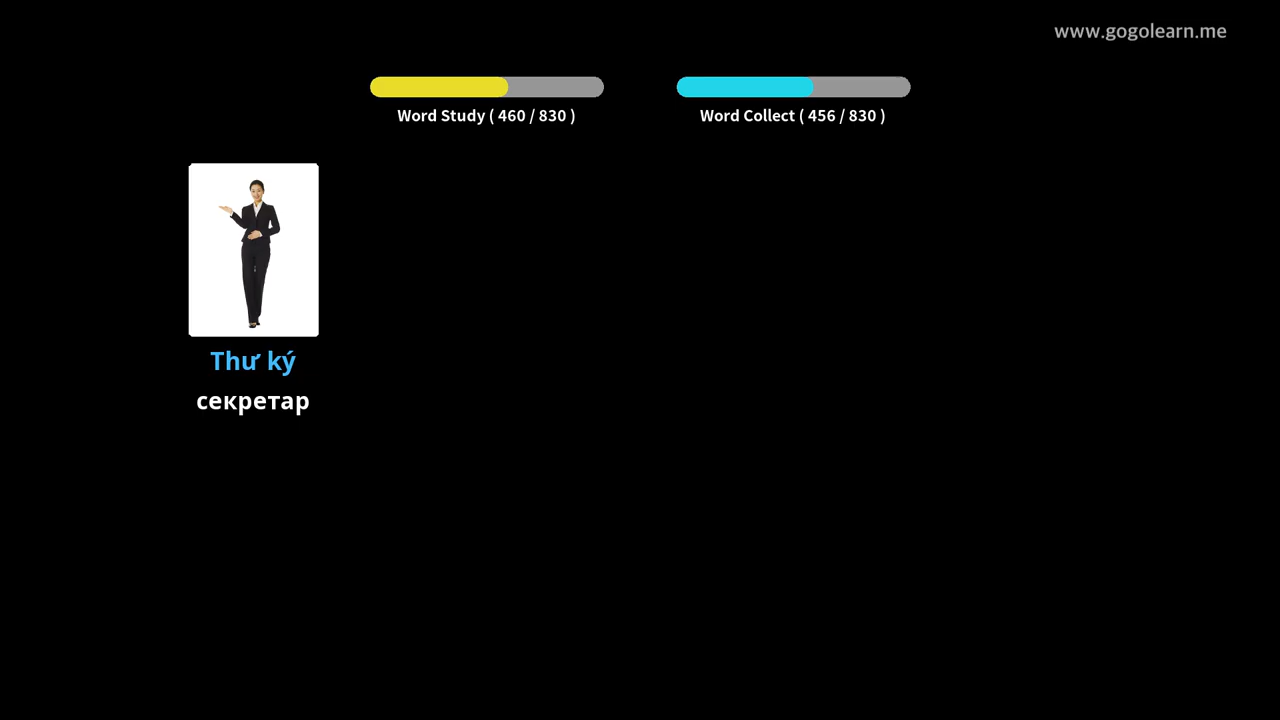 www.gogolearn.me
Word Study ( 460 / 830 )
Word Collect ( 456 / 830 )
Thư ký
секретар